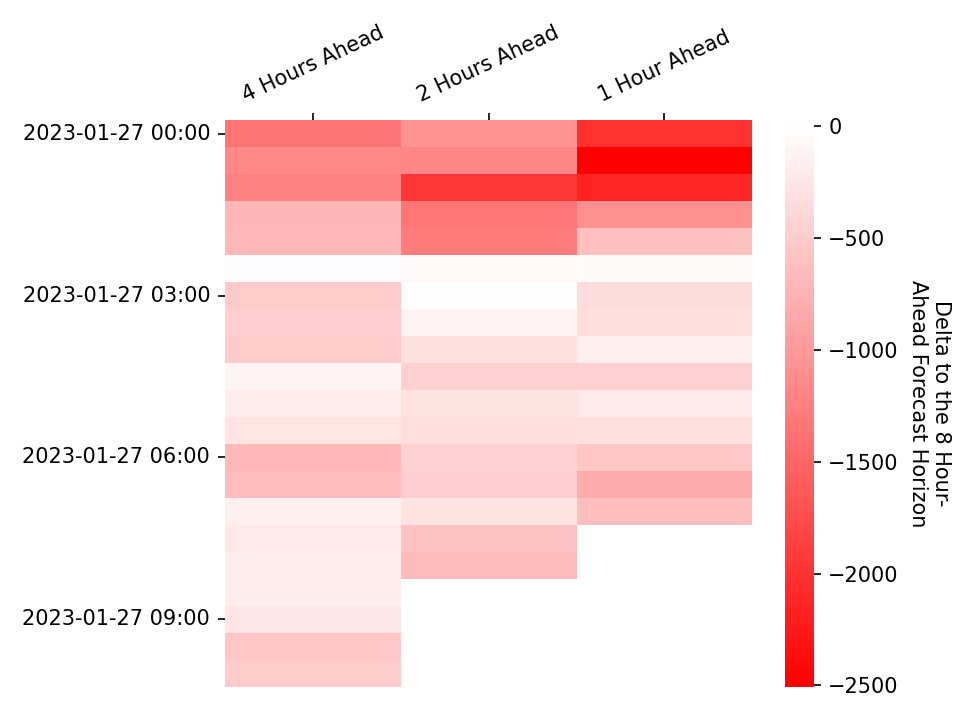 4 Hours Ahead
2 Hours Ahead
1 Hour Ahead
2023-01-27 00:00
2023-01-27 03:00
2023-01-27 06:00
2023-01-27 09:00
0
−500
−1000
−1500
−2000
−2500
Delta to the 8 Hour-
Ahead Forecast Horizon